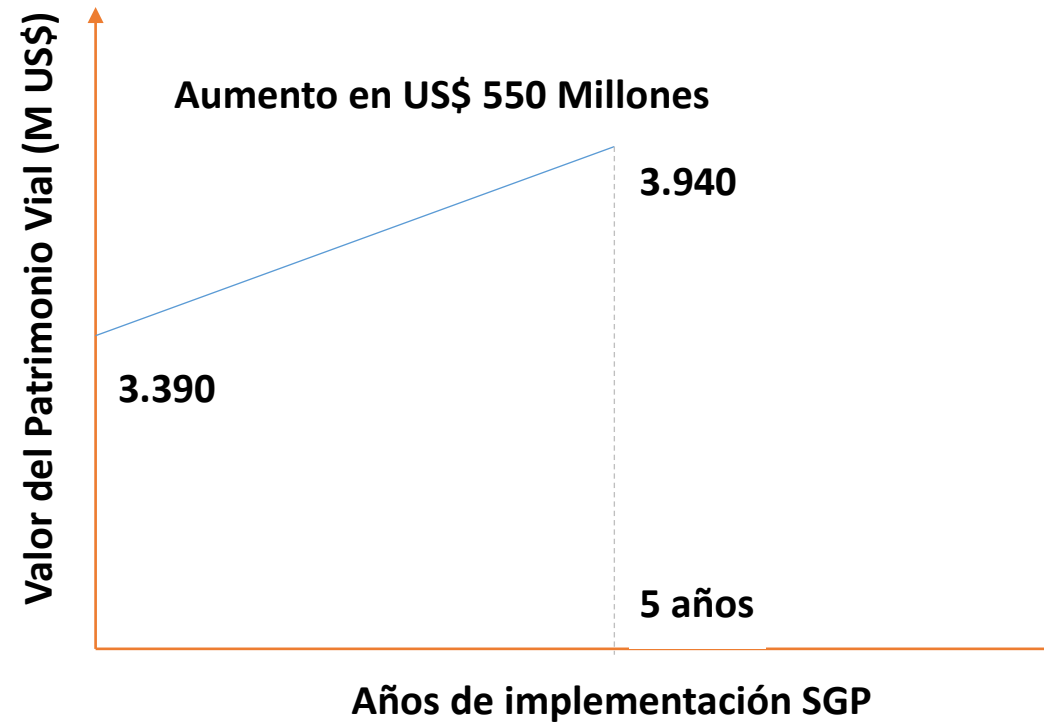 Valor del Patrimonio Vial (M US$)
Aumento en US$ 550 Millones
3.940
3.390
5 años
Años de implementación SGP